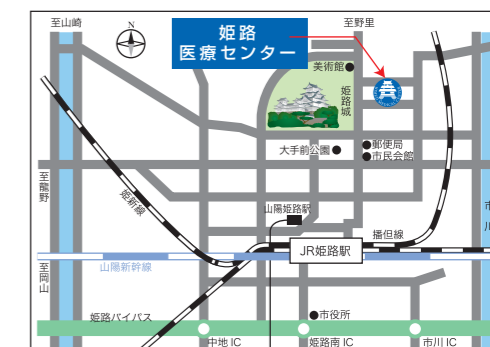 至山崎
N
至野里
姫路
医療センター
美術館
姫路城
大手前公園
郵便局
市民会館
至龍野
姫新線
山陽姫路駅
市川
播但線
JR姫路駅
山陽新幹線
至岡山
姫路バイパス
市役所
中地 IC
姫路南 IC
市川 IC